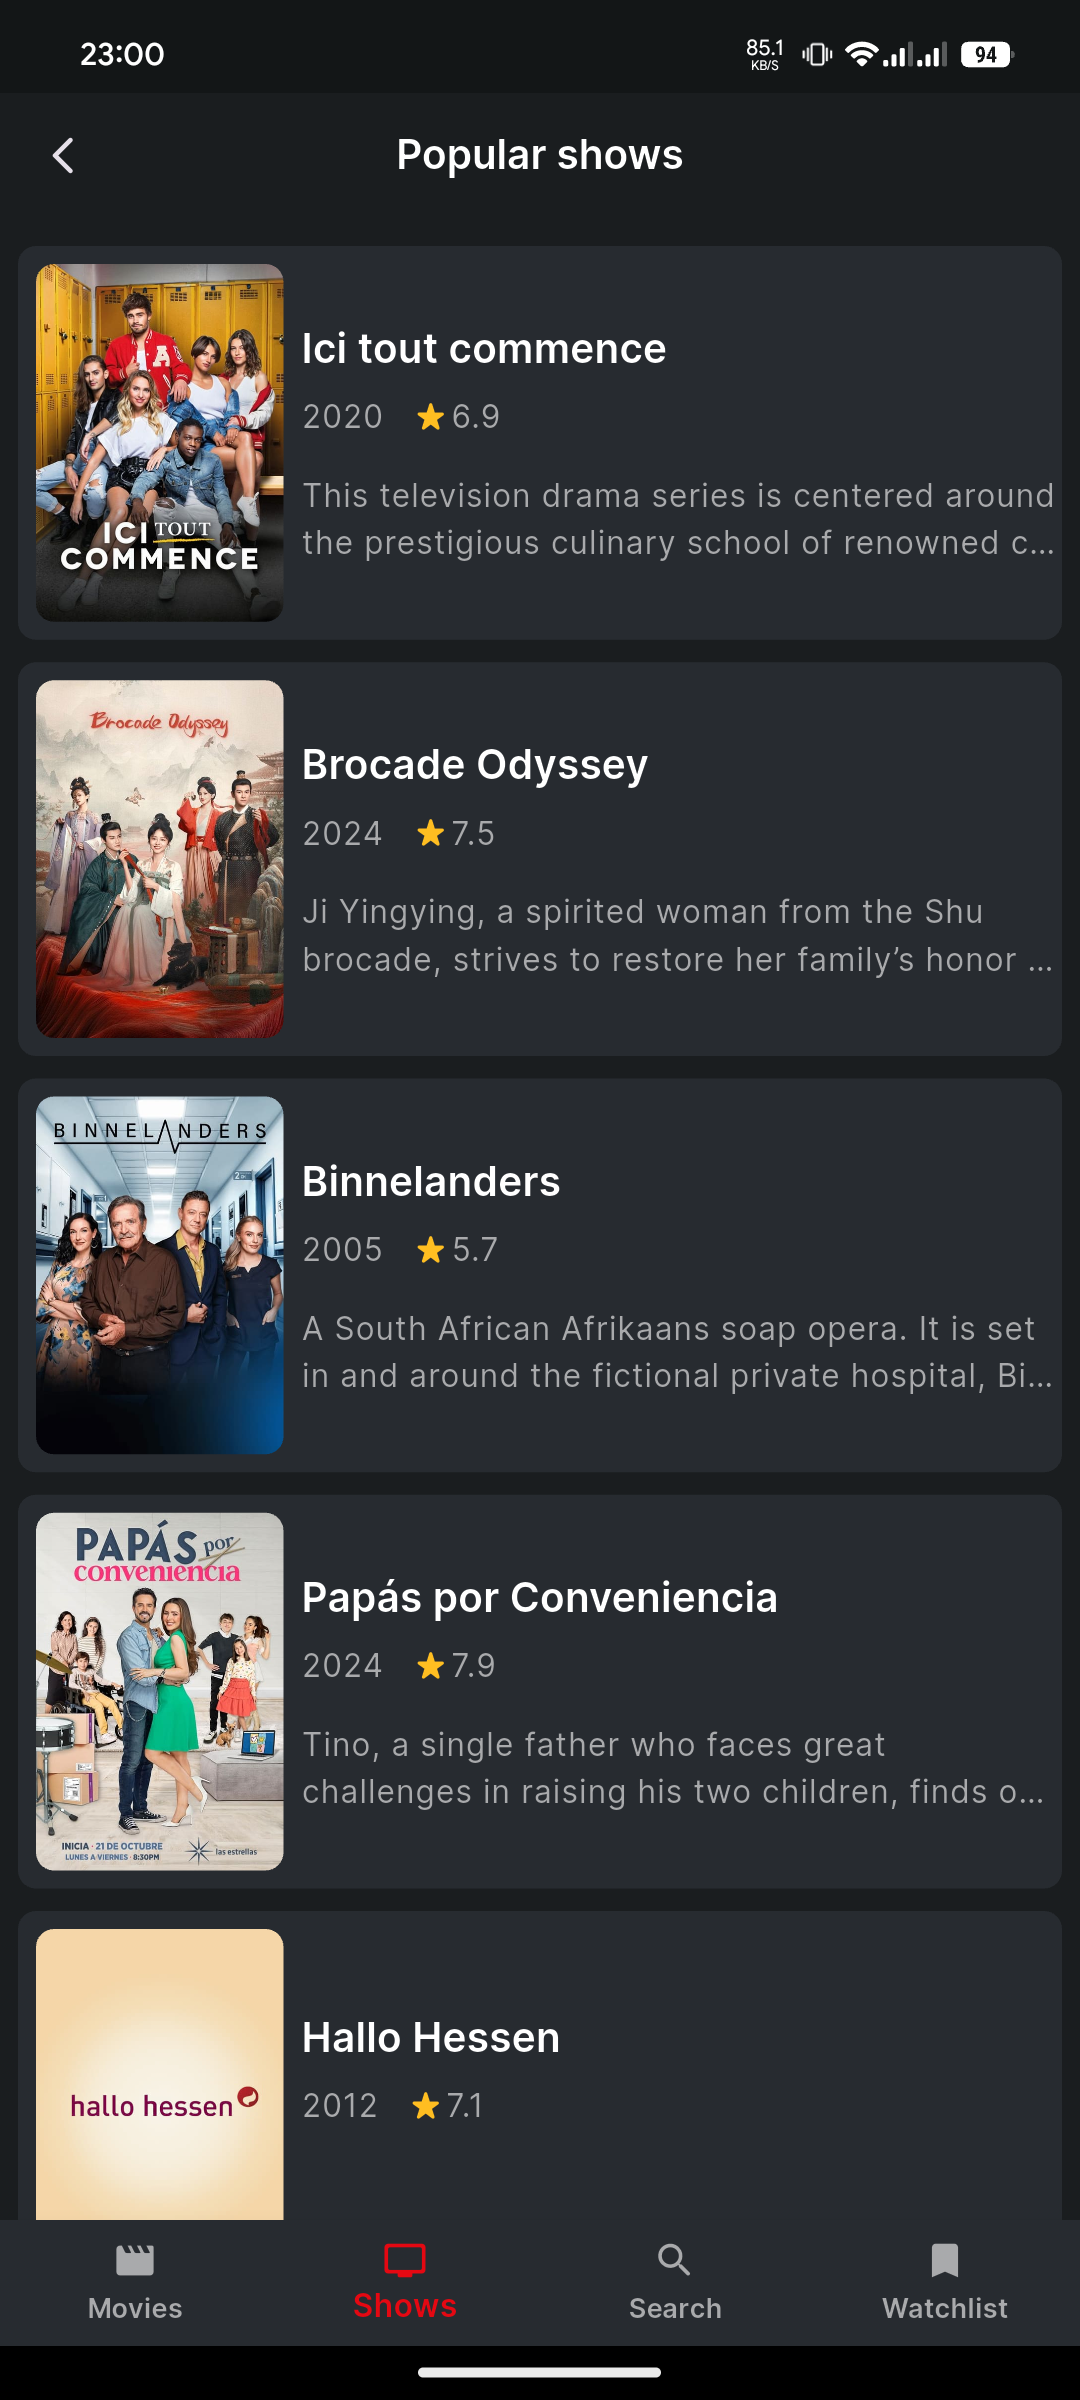 23:00
85.1
KB/S
94
Popular shows
A
ICI TOUT
COMMENCE
Ici tout commence
2020 6.9
This television drama series is centered around
the prestigious culinary school of renowned c...
Brocade Odyssey
Brocade Odyssey
2024 7.5
Ji Yingying, a spirited woman from the Shu
brocade, strives to restore her family’s honor ...
BINNELANDERS
Binnelanders
2005 5.7
A South African Afrikaans soap opera. It is set
in and around the fictional private hospital, Bi...
PAPÁS por
conveniencia
INICIA · 21 DE OCTUBRE
LUNES A VIERNES · 8:30PM
las estrellas
Papás por Conveniencia
2024 7.9
Tino, a single father who faces great
challenges in raising his two children, finds o...
hallo hessen
Hallo Hessen
2012 7.1
Movies
Shows
Search
Watchlist